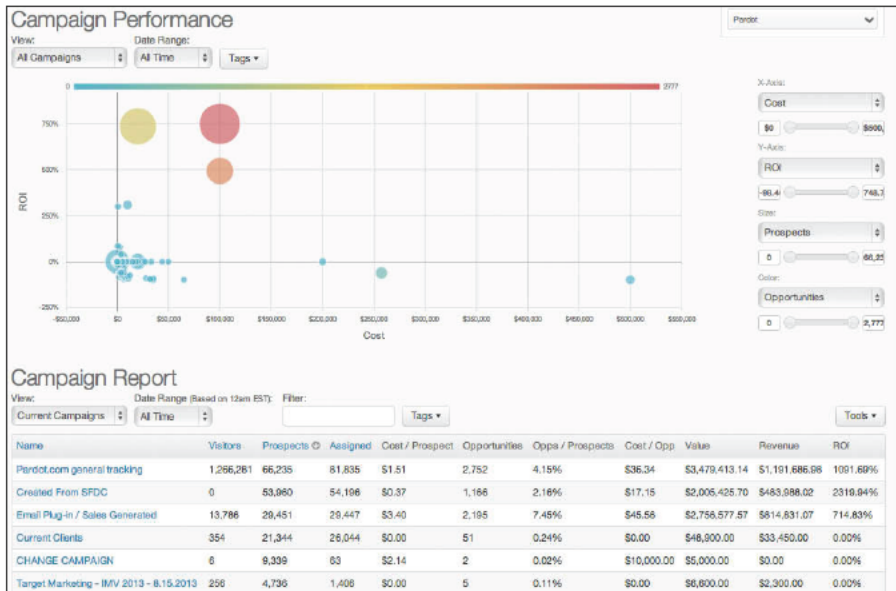 Campaign Performance
Pardot
View: Date Range:
All Campaigns All Time Tags
0 2777
X-Axis:
Cost
$0 $500,
Y-Axis:
ROI
748.7
Size:
Prospects
0 66,23
Color:
Opportunities
0 2,777
750%
500%
250%
0%
-250%
ROI
-$50,000 $0 $50,000 $100,000 $150,000 $200,000 $250,000 $300,000 $350,000 $400,000 $450,000 $500,000 $550,000
Cost
Campaign Report
View: Date Range (Based on 12am EST): Filter:
Current Campaigns All Time Tags Tools
Name Visitors Prospects Assigned Cost / Prospect Opportunities Opps / Prospects Cost / Opp Value Revenue ROI
Pardot.com general tracking 1,266,281 66,235 61,835 $1.51 2,752 4.15% $36.34 $3,479,413.14 $1,191,686.98 1091.69%
Created From SFDC 0 53,960 54,196 $0.37 1,166 2.16% $17.15 $2,005,425.70 $483,988.02 2319.94%
Email Plug-in / Sales Generated 13,786 29,451 29,447 $3.40 2,195 7.45% $45.56 $2,756,577.57 $814,831.07 714.83%
Current Clients 354 21,344 26,044 $0.00 51 0.24% $0.00 $48,900.00 $33,450.00 0.00%
CHANGE CAMPAIGN 6 9,339 63 $2.14 2 0.02% $10,000.00 $5,000.00 $0.00 0.00%
Target Marketing - IMV 2013 - 8.15.2013 256 4,736 1,406 $0.00 5 0.11% $0.00 $6,600.00 $2,300.00 0.00%